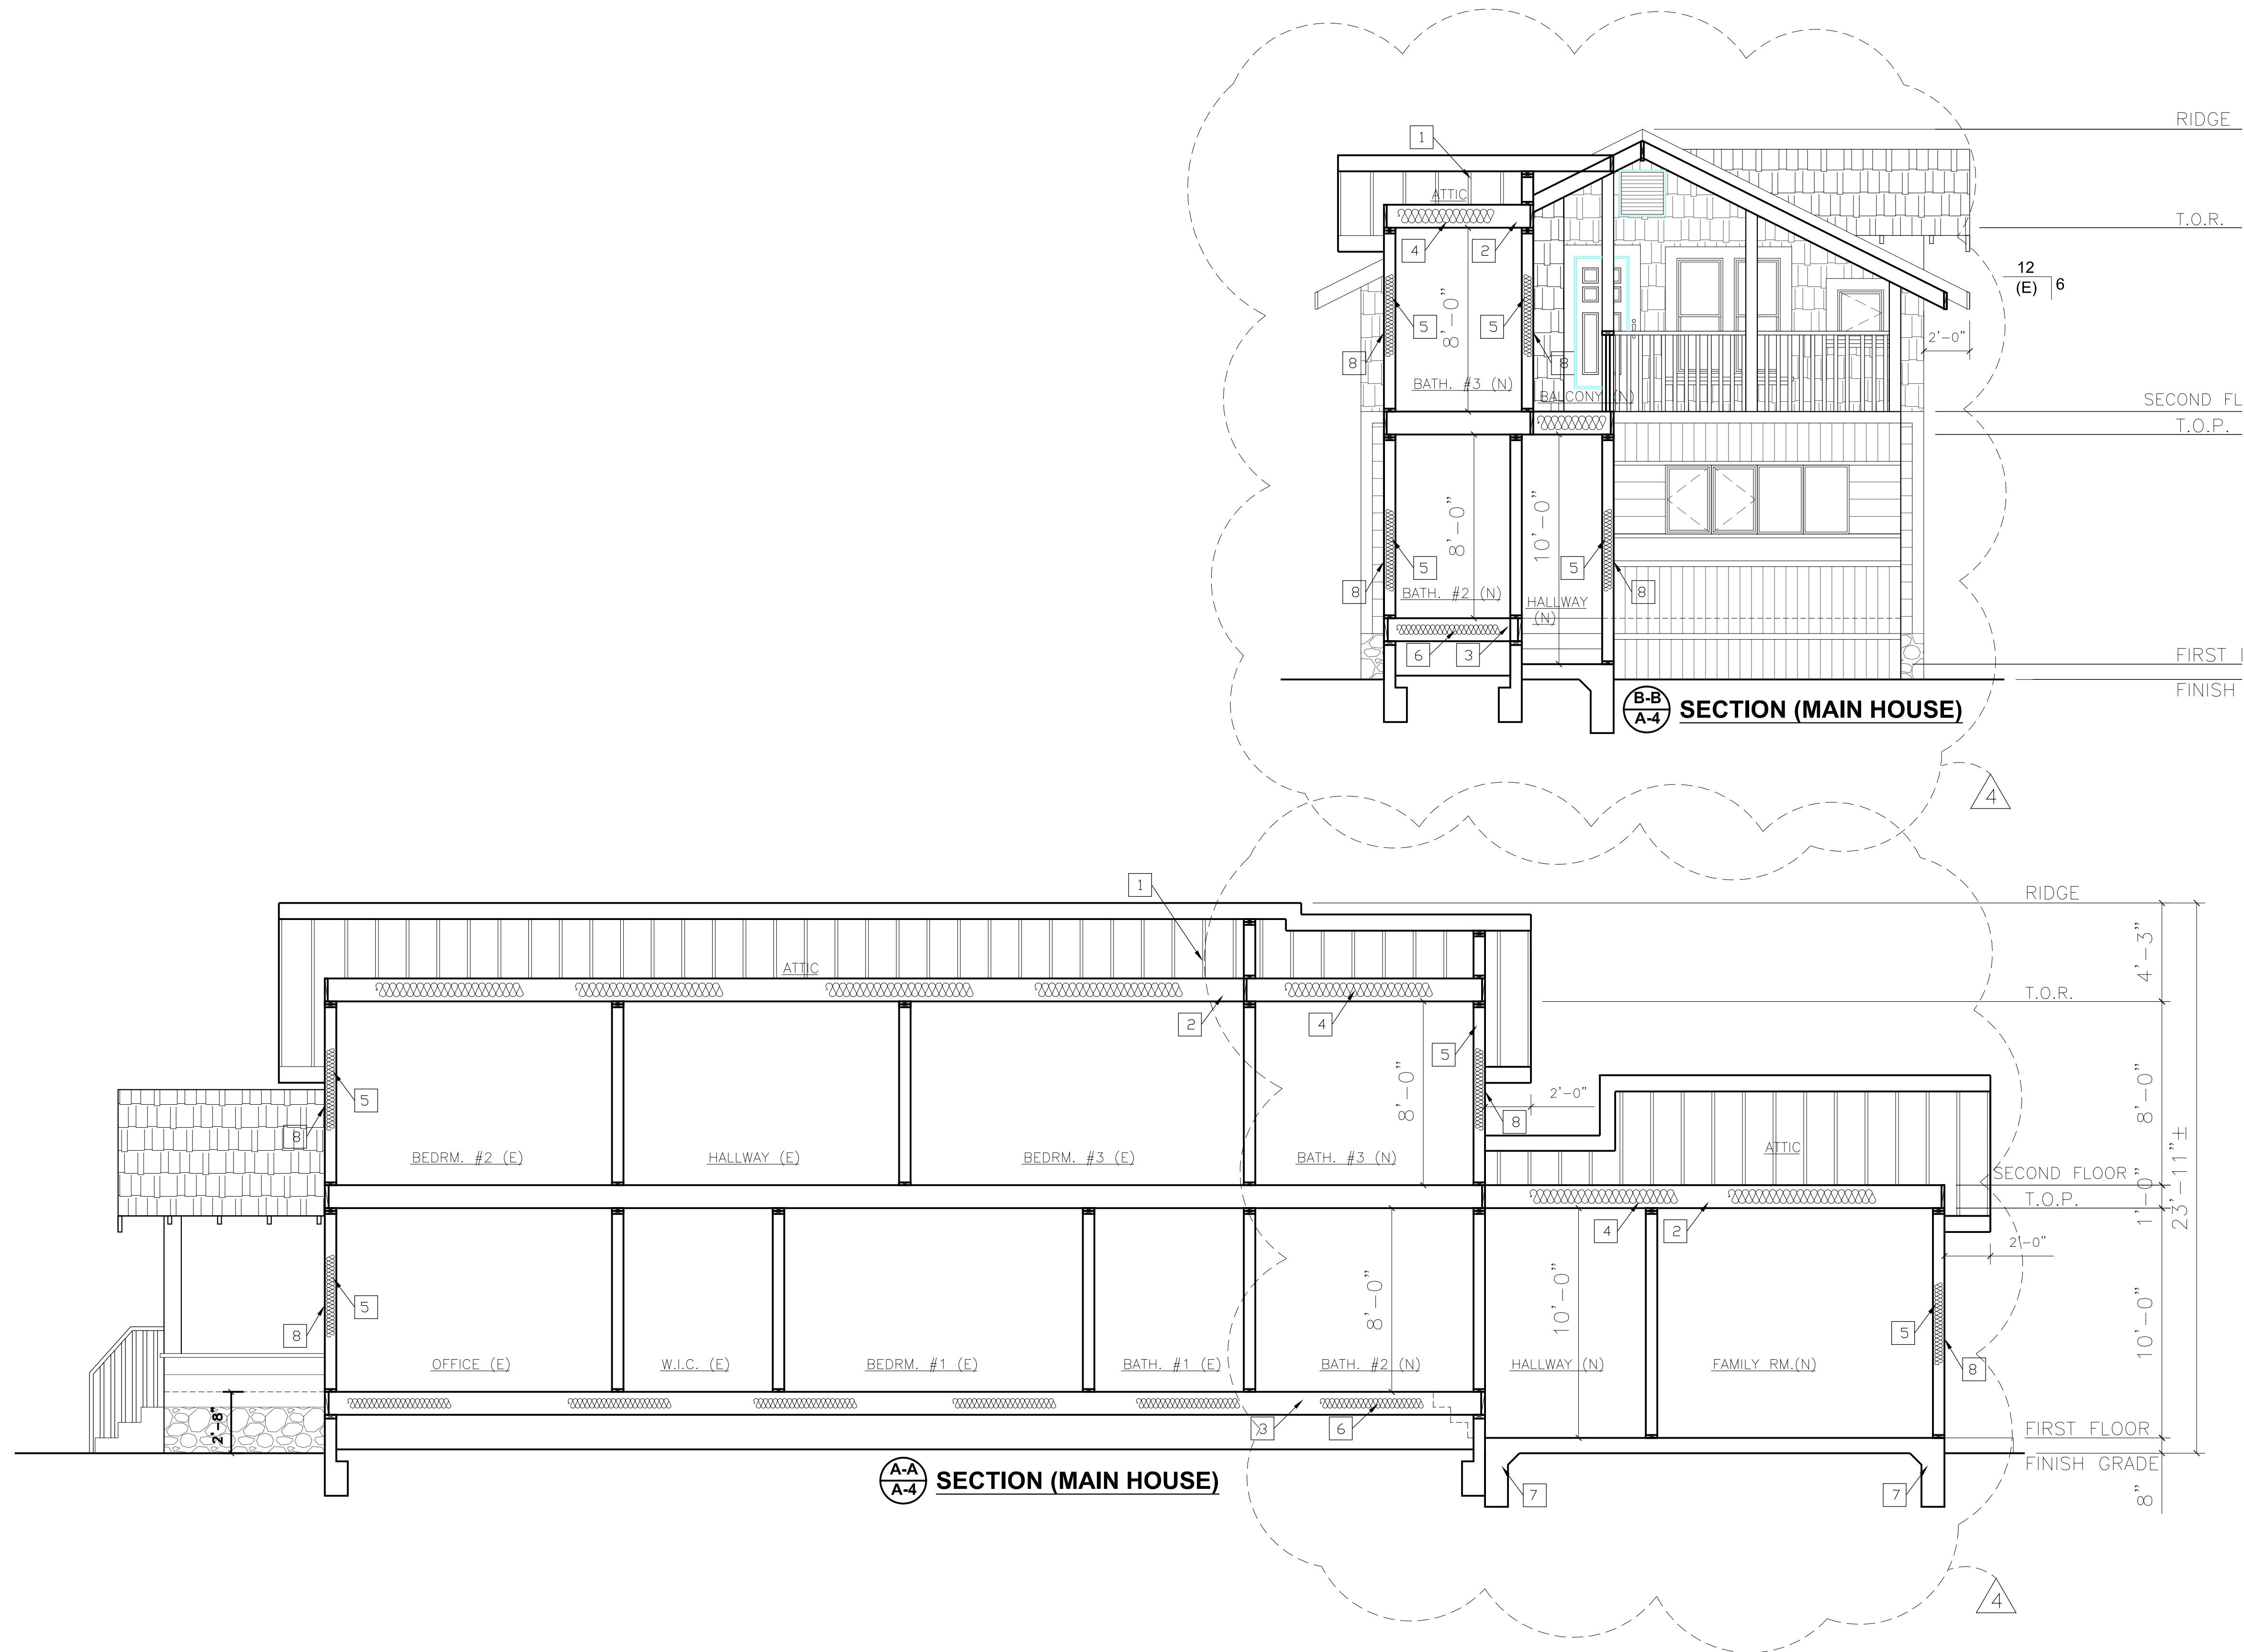 RIDGE
1
ATTIC
T.O.R.
4
2
12
(E)
6
8'-0"
5
5
2'-0"
8
8
BATH. #3 (N)
BALCONY (N)
SECOND FL
T.O.P.
8'-0"
10'-0"
5
5
8
8
BATH. #2 (N)
HALLWAY
(N)
6
3
FIRST
FINISH
B-B
A-4
SECTION (MAIN HOUSE)
4
1
RIDGE
4'-3"
ATTIC
T.O.R.
2
4
5
5
8'-0"
2'-0"
8'-0"
8
8
BEDRM. #2 (E)
HALLWAY (E)
BEDRM. #3 (E)
BATH. #3 (N)
ATTIC
23'-11"±
SECOND FLOOR
1'-0"
T.O.P.
4
2
2'-0"
5
8'-0"
10'-0"
10'-0"
8
5
8
OFFICE (E)
W.I.C. (E)
BEDRM. #1 (E)
BATH. #1 (E)
BATH. #2 (N)
HALLWAY (N)
FAMILY RM.(N)
2'-8"
3
6
FIRST FLOOR
FINISH GRADE
8"
A-A
A-4
SECTION (MAIN HOUSE)
7
7
4